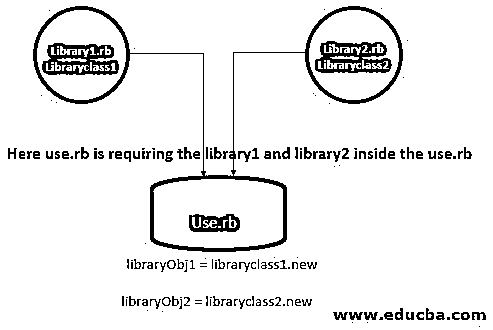 Library1.rb
Libraryclass1
Library2.rb
Libraryclass2
Here use.rb is requiring the library1 and library2 inside the use.rb
Use.rb
libraryObj1 = libraryclass1.new
libraryObj2 = libraryclass2.new
www.educba.com